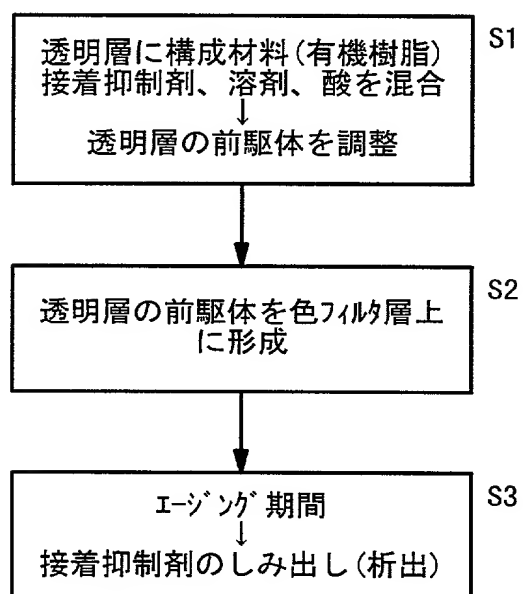 S1
透明層に構成材料(有機樹脂)
接着抑制剤、溶剤、酸を混合
↓
透明層の前駆体を調整
S2
透明層の前駆体を色ﾌｨﾙﾀ層上
に形成
S3
ｴｰｼﾞﾝｸﾞ期間
↓
接着抑制剤のしみ出し(析出)